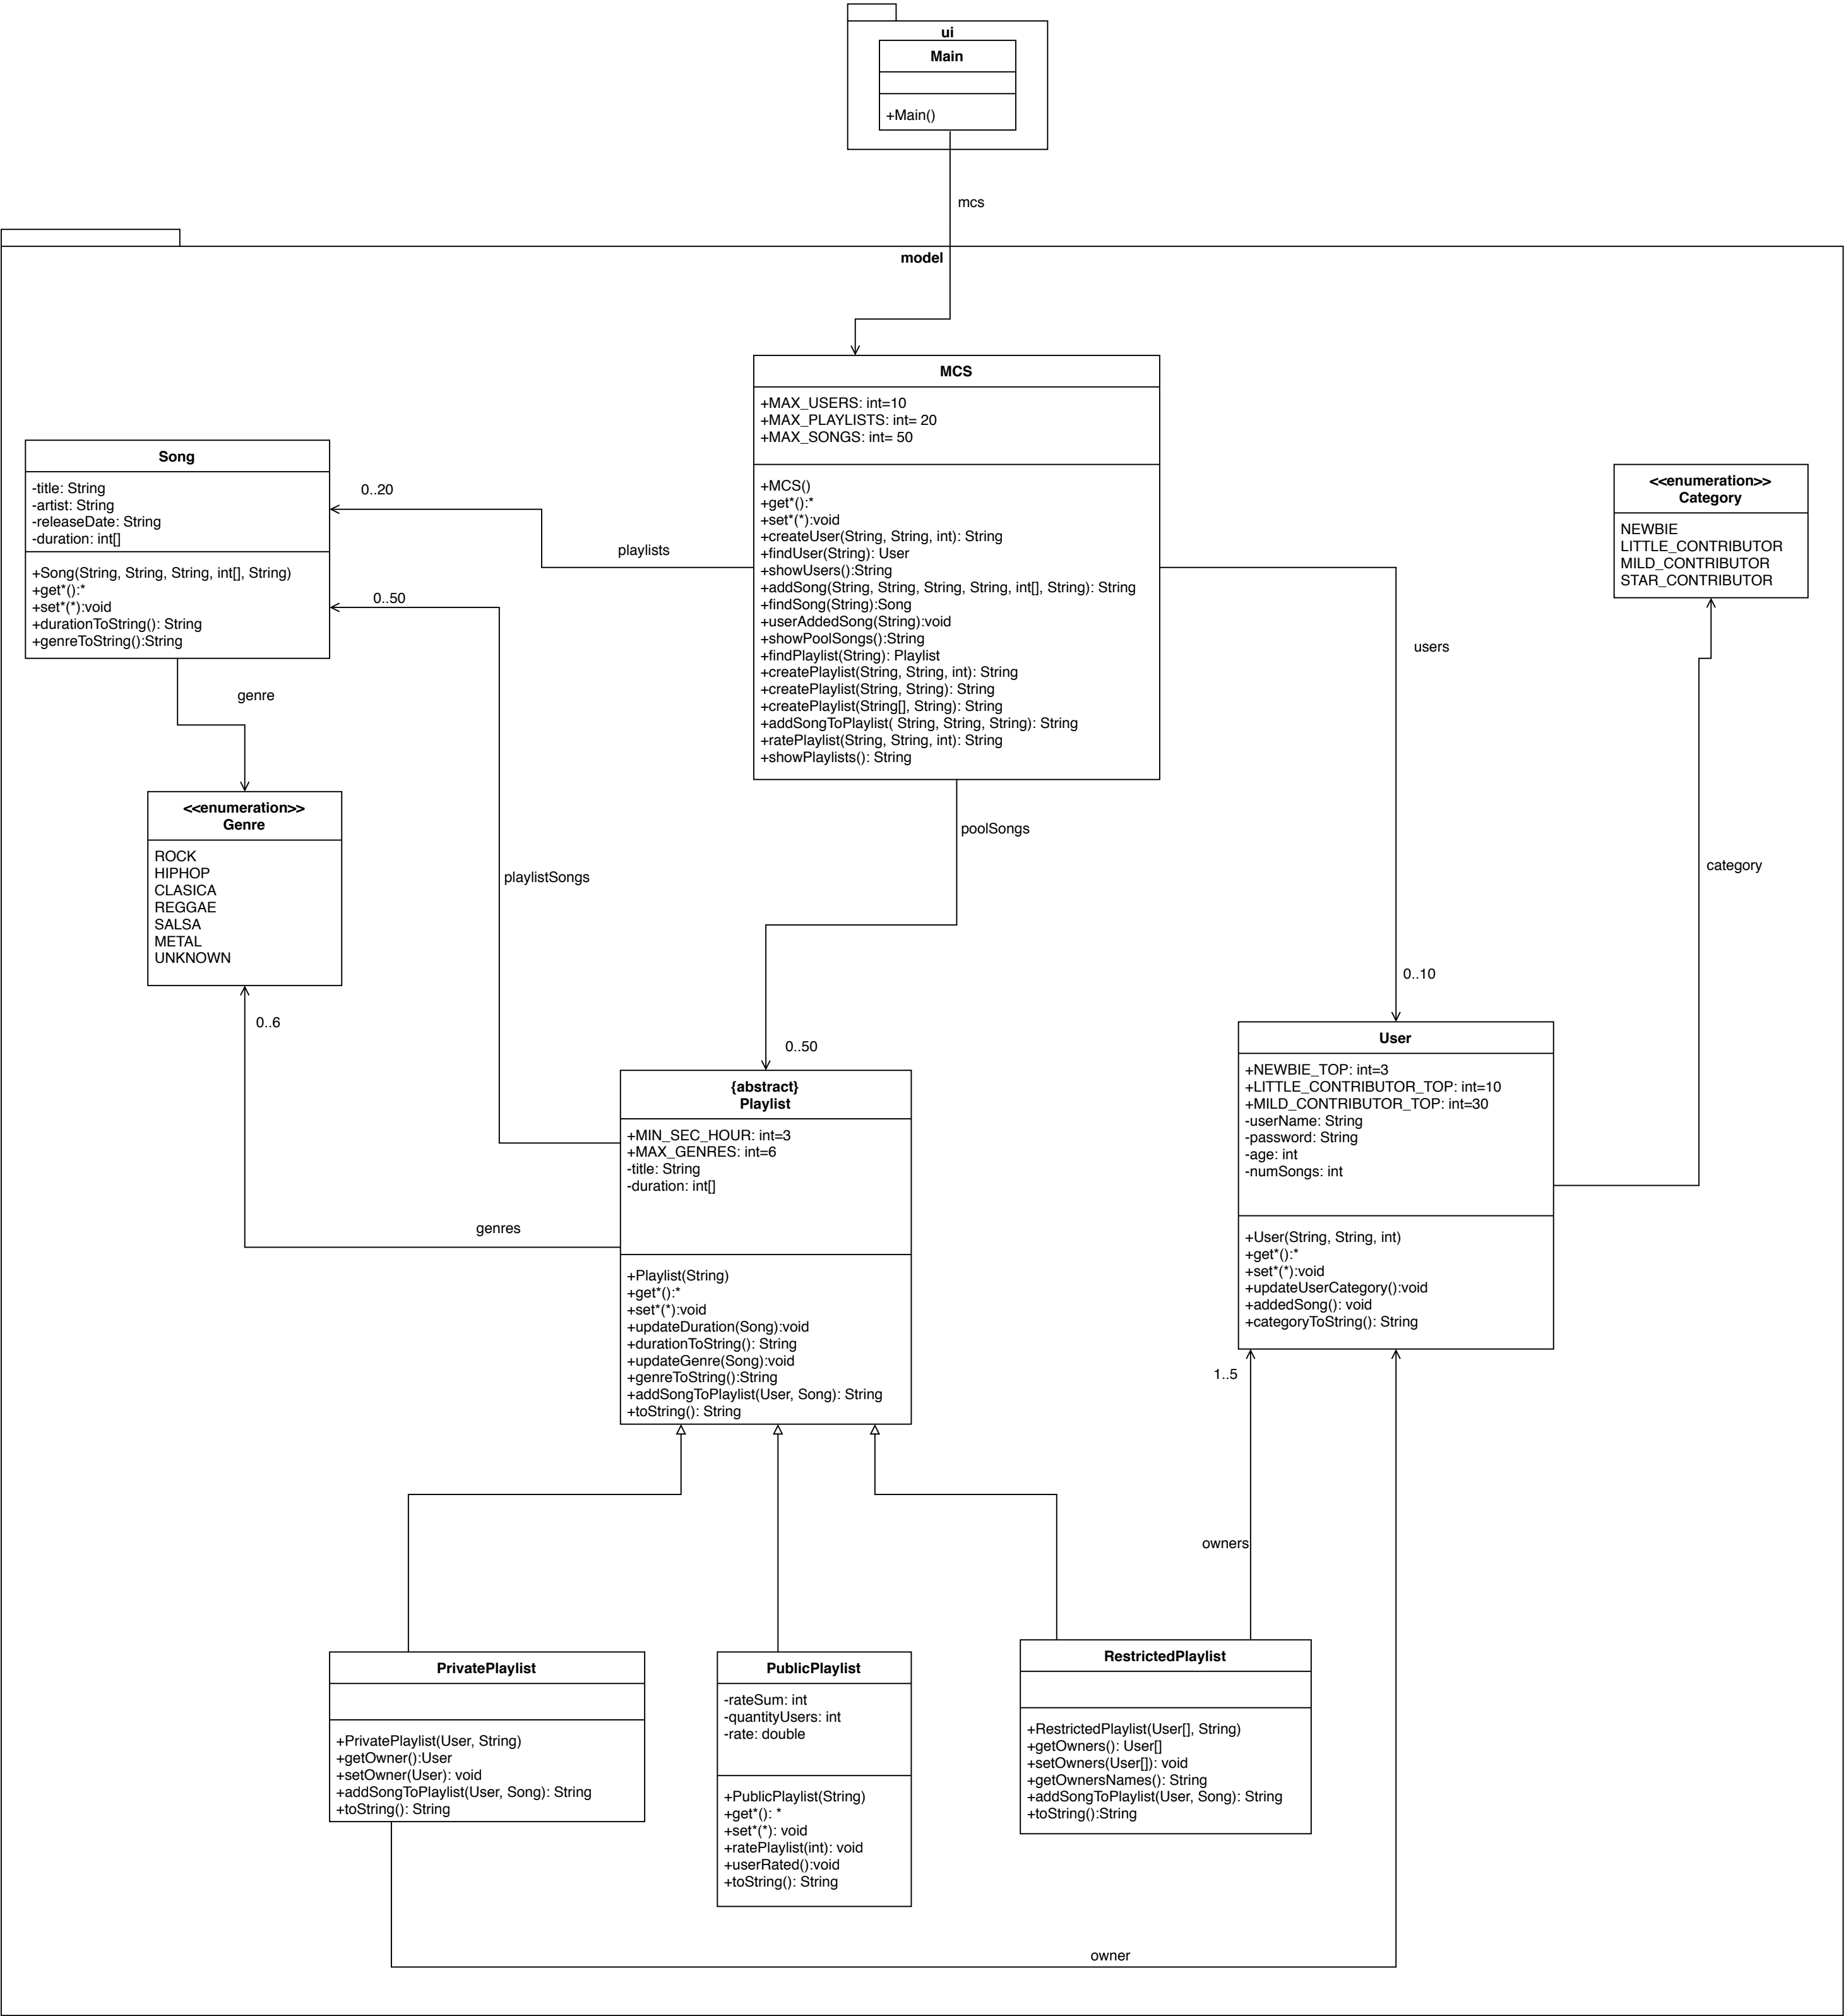 ui
Main
+Main()
mcs
model
MCS
+MAX_USERS: int=10
+MAX_PLAYLISTS: int= 20
+MAX_SONGS: int= 50
+MCS()
+get*():*
+set*(*):void
+createUser(String, String, int): String
+findUser(String): User
+showUsers():String
+addSong(String, String, String, String, int[], String): String
+findSong(String):Song
+userAddedSong(String):void
+showPoolSongs():String
+findPlaylist(String): Playlist
+createPlaylist(String, String, int): String
+createPlaylist(String, String): String
+createPlaylist(String[], String): String
+addSongToPlaylist( String, String, String): String
+ratePlaylist(String, String, int): String
+showPlaylists(): String
Song
-title: String
-artist: String
-releaseDate: String
-duration: int[]
+Song(String, String, String, int[], String)
+get*():*
+set*(*):void
+durationToString(): String
+genreToString():String
0..20
playlists
0..50
<<enumeration>>
Category
NEWBIE
LITTLE_CONTRIBUTOR
MILD_CONTRIBUTOR
STAR_CONTRIBUTOR
users
genre
<<enumeration>>
Genre
ROCK
HIPHOP
CLASICA
REGGAE
SALSA
METAL
UNKNOWN
poolSongs
category
playlistSongs
0..10
0..6
0..50
{abstract}
Playlist
+MIN_SEC_HOUR: int=3
+MAX_GENRES: int=6
-title: String
-duration: int[]
+Playlist(String)
+get*():*
+set*(*):void
+updateDuration(Song):void
+durationToString(): String
+updateGenre(Song):void
+genreToString():String
+addSongToPlaylist(User, Song): String
+toString(): String
genres
User
+NEWBIE_TOP: int=3
+LITTLE_CONTRIBUTOR_TOP: int=10
+MILD_CONTRIBUTOR_TOP: int=30
-userName: String
-password: String
-age: int
-numSongs: int
+User(String, String, int)
+get*():*
+set*(*):void
+updateUserCategory():void
+addedSong(): void
+categoryToString(): String
1..5
owners
PrivatePlaylist
+PrivatePlaylist(User, String)
+getOwner():User
+setOwner(User): void
+addSongToPlaylist(User, Song): String
+toString(): String
PublicPlaylist
-rateSum: int
-quantityUsers: int
-rate: double
+PublicPlaylist(String)
+get*(): *
+set*(*): void
+ratePlaylist(int): void
+userRated():void
+toString(): String
RestrictedPlaylist
+RestrictedPlaylist(User[], String)
+getOwners(): User[]
+setOwners(User[]): void
+getOwnersNames(): String
+addSongToPlaylist(User, Song): String
+toString():String
owner